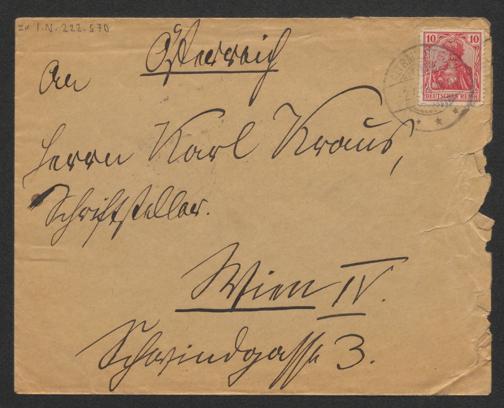 I.N. 222.570
Österreich
An
10 10
DEUTSCHES REICH
Herrn Karl Kraus,
Schriftsteller.
Wien IV.
Schwindgasse 3.